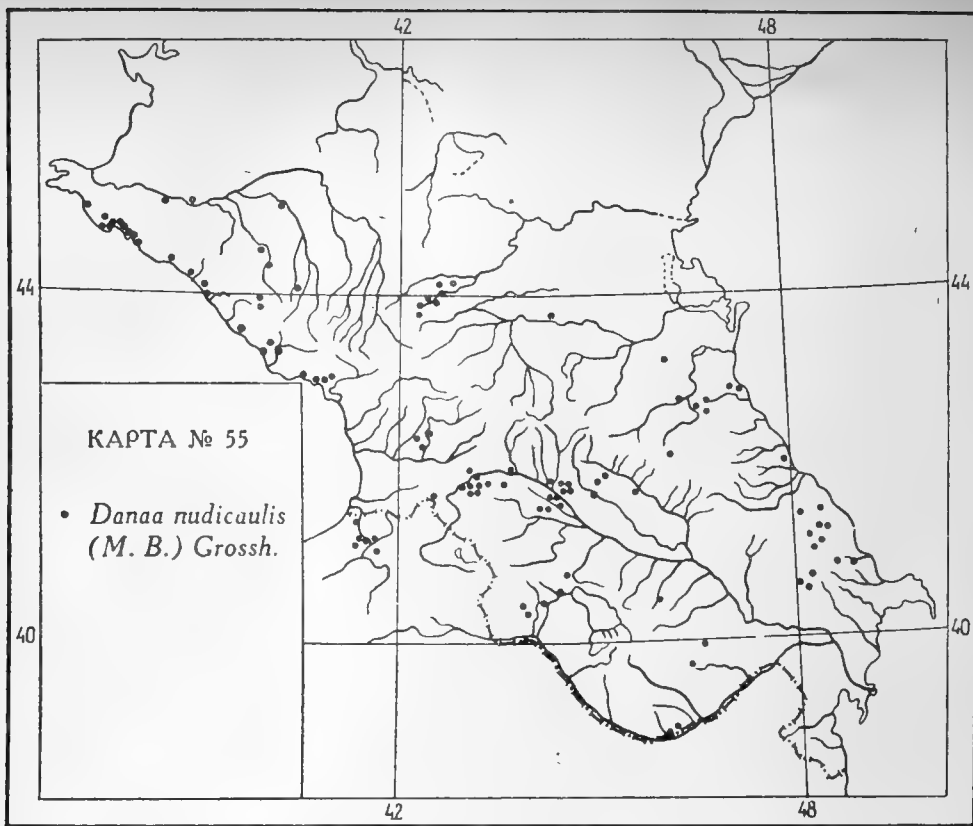 42 48
44 44
КАРТА № 55
• Danaa nudicaulis
(M. B.) Grossh.
40 40
42 48